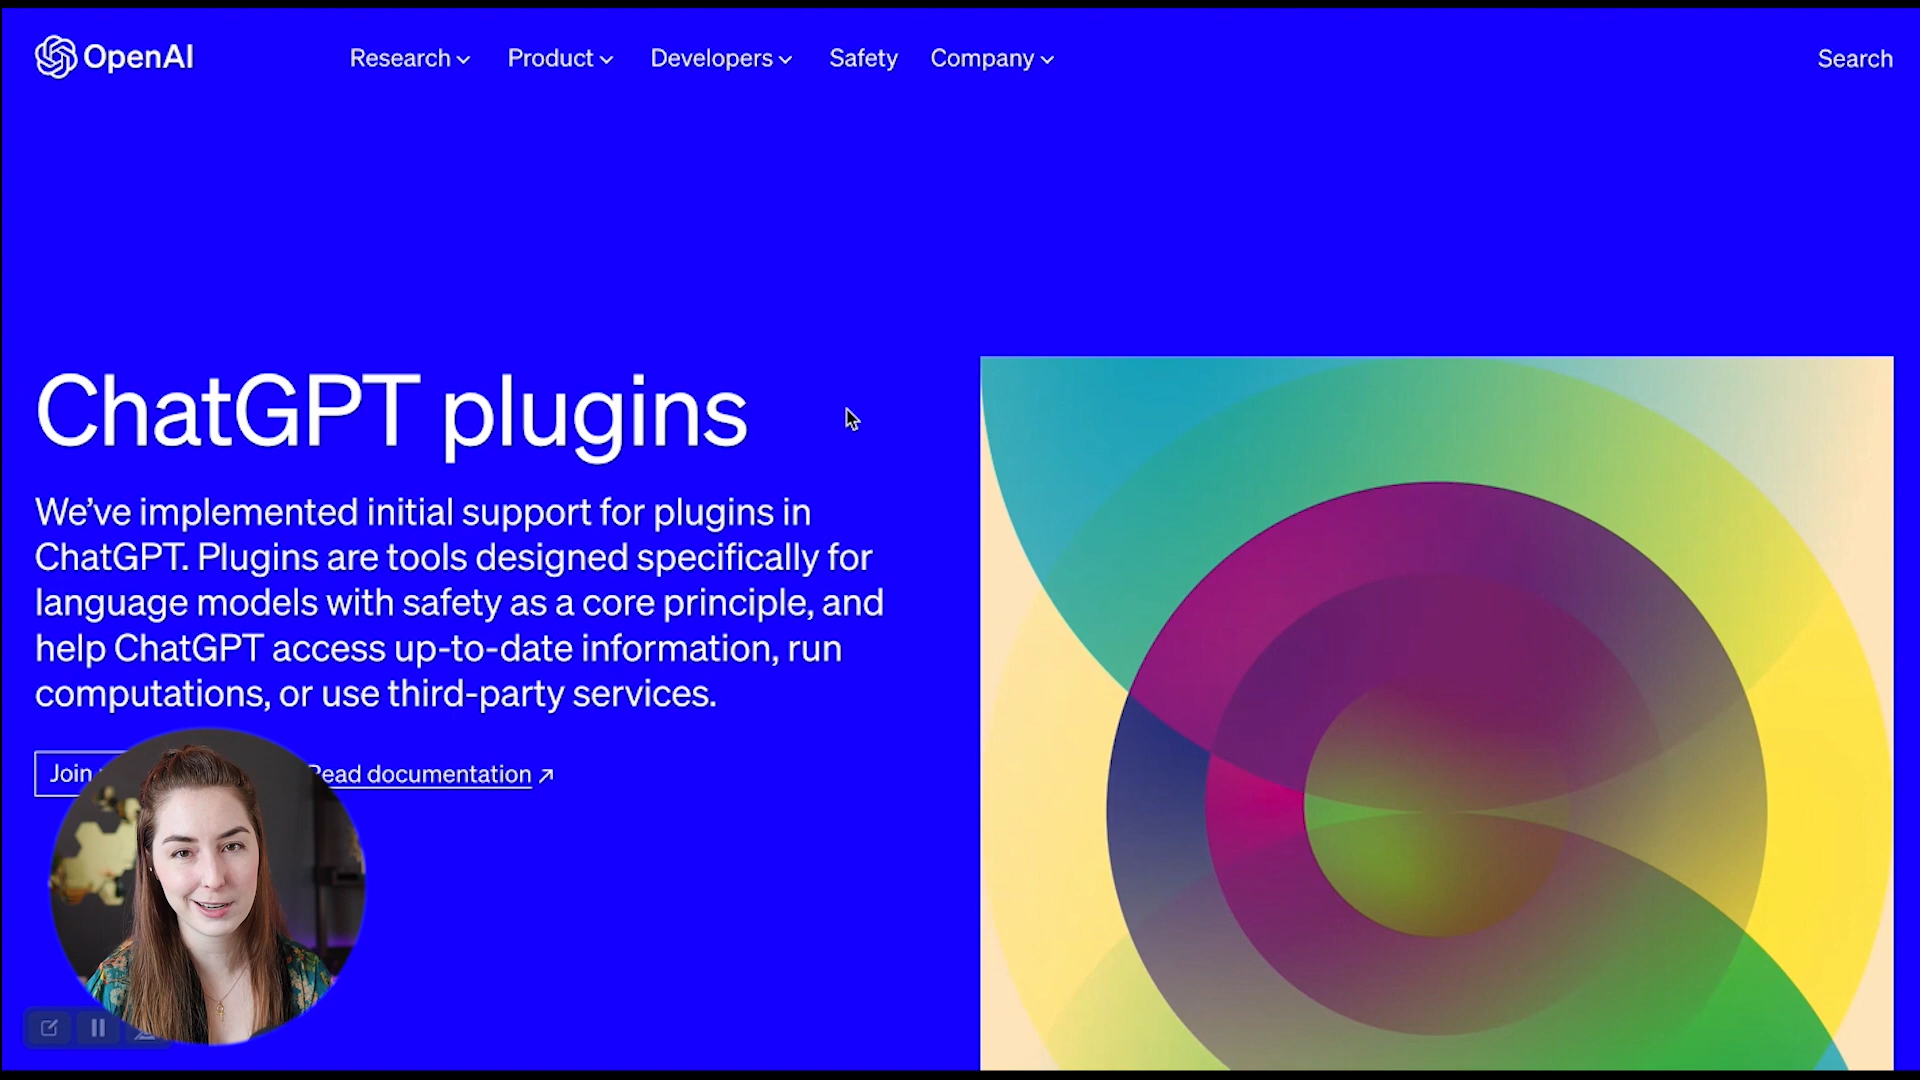 OpenAI
Research
Product
Developers
Safety
Company
Search
ChatGPT plugins
We've implemented initial support for plugins in
ChatGPT. Plugins are tools designed specifically for
language models with safety as a core principle, and
help ChatGPT access up-to-date information, run
computations, or use third-party services.
Join
Read documentation ↗